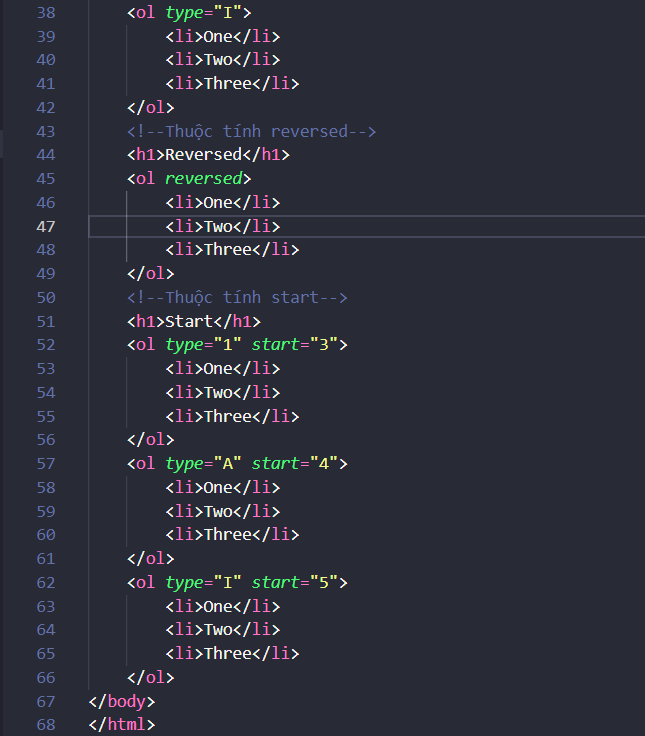 38 <ol type="I">
39 <li>One</li>
40 <li>Two</li>
41 <li>Three</li>
42 </ol>
43 <!--Thuộc tính reversed-->
44 <h1>Reversed</h1>
45 <ol reversed>
46 <li>One</li>
47 <li>Two</li>
48 <li>Three</li>
49 </ol>
50 <!--Thuộc tính start-->
51 <h1>Start</h1>
52 <ol type="1" start="3">
53 <li>One</li>
54 <li>Two</li>
55 <li>Three</li>
56 </ol>
57 <ol type="A" start="4">
58 <li>One</li>
59 <li>Two</li>
60 <li>Three</li>
61 </ol>
62 <ol type="I" start="5">
63 <li>One</li>
64 <li>Two</li>
65 <li>Three</li>
66 </ol>
67 </body>
68 </html>